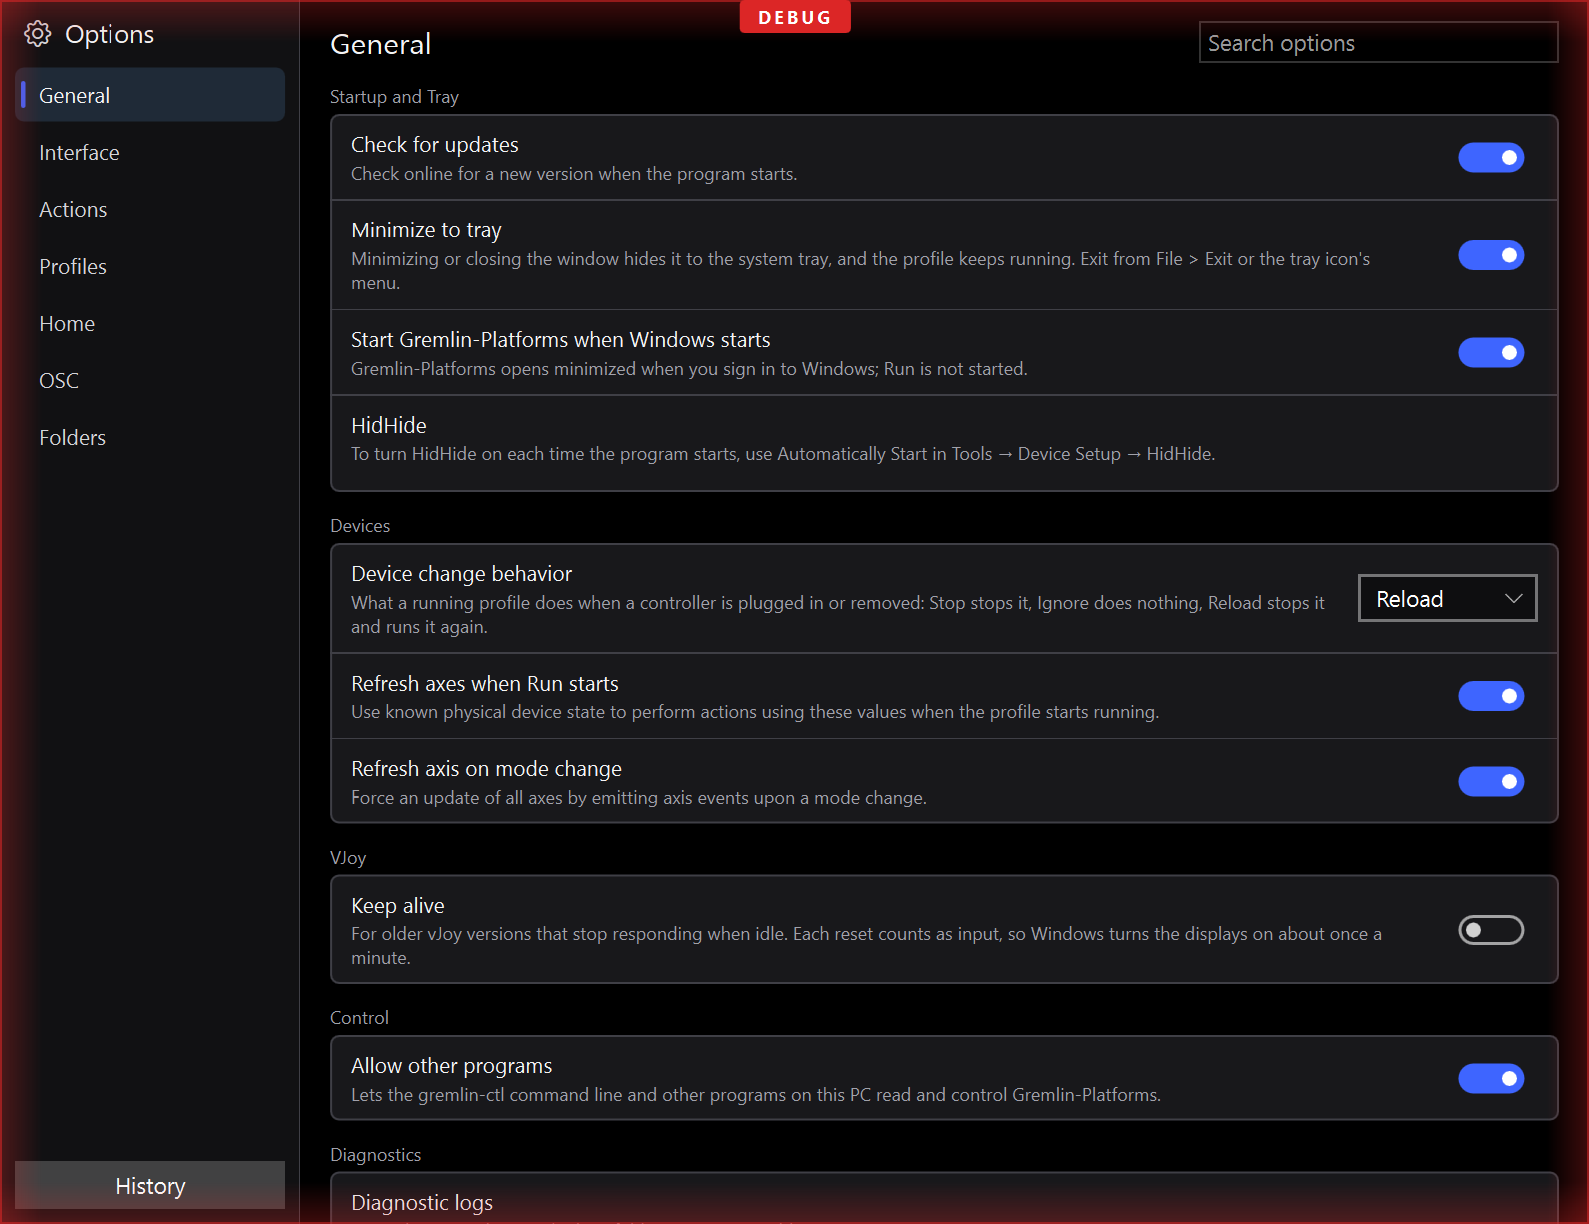 DEBUG
Options
General
Interface
Actions
Profiles
Home
OSC
Folders
History
General
Search options
Startup and Tray
Check for updates
Check online for a new version when the program starts.
Minimize to tray
Minimizing or closing the window hides it to the system tray, and the profile keeps running. Exit from File > Exit or the tray icon's
menu.
Start Gremlin-Platforms when Windows starts
Gremlin-Platforms opens minimized when you sign in to Windows; Run is not started.
HidHide
To turn HidHide on each time the program starts, use Automatically Start in Tools → Device Setup → HidHide.
Devices
Device change behavior
What a running profile does when a controller is plugged in or removed: Stop stops it, Ignore does nothing, Reload stops it
and runs it again.
Reload
Refresh axes when Run starts
Use known physical device state to perform actions using these values when the profile starts running.
Refresh axis on mode change
Force an update of all axes by emitting axis events upon a mode change.
VJoy
Keep alive
For older vJoy versions that stop responding when idle. Each reset counts as input, so Windows turns the displays on about once a
minute.
Control
Allow other programs
Lets the gremlin-ctl command line and other programs on this PC read and control Gremlin-Platforms.
Diagnostics
Diagnostic logs